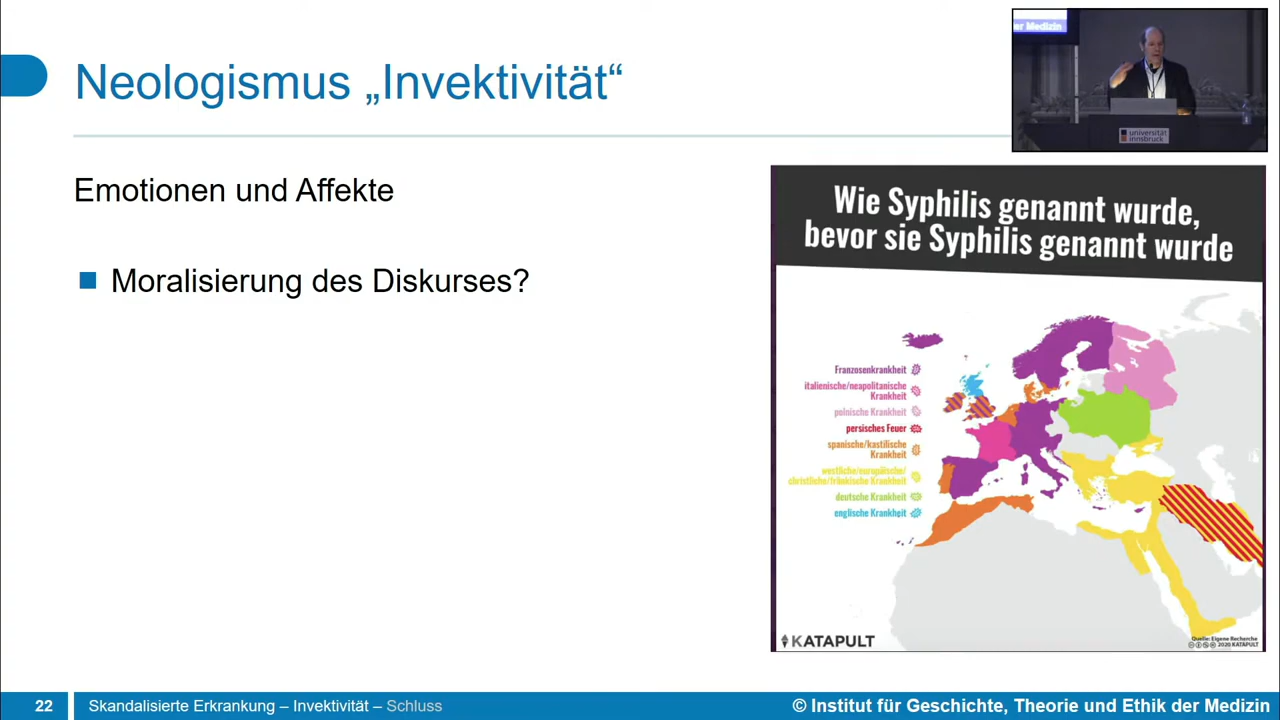 Neologismus „Invektivität“
er Medizin
universität
innsbruck
Emotionen und Affekte
Moralisierung des Diskurses?
Wie Syphilis genannt wurde,
bevor sie Syphilis genannt wurde
Franzosenkrankheit
italienische/neapolitanische
Krankheit
polnische Krankheit
persisches Feuer
spanische/kastilische
Krankheit
westliche/europäische/
christliche/fränkische Krankheit
deutsche Krankheit
englische Krankheit
KATAPULT
Quelle: Eigene Recherche
2020 KATAPULT
22
Skandalisierte Erkrankung – Invektivität – Schluss
© Institut für Geschichte, Theorie und Ethik der Medizin